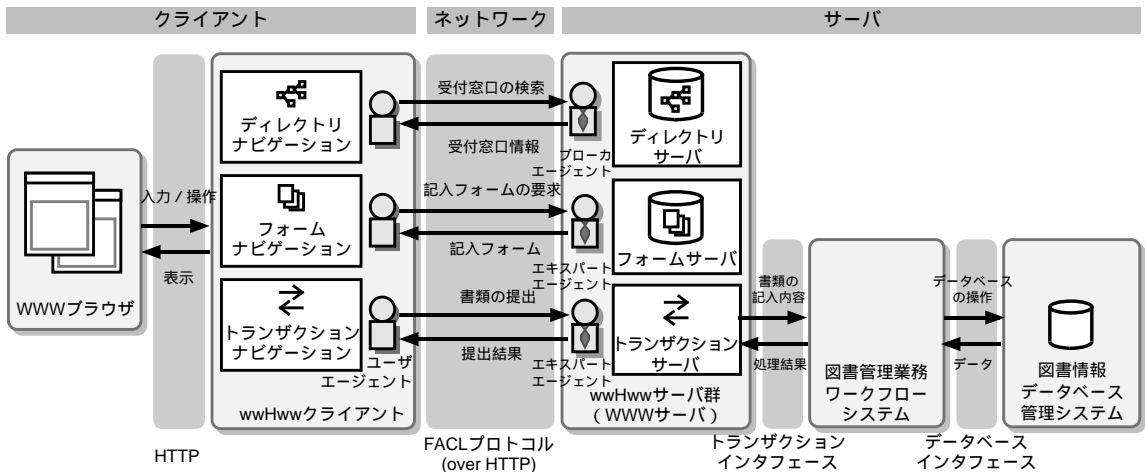 クライアント
ネットワーク
サーバ
ディレクトリ
ナビゲーション
受付窓口の検索
受付窓口情報
ブローカ
エージェント
ディレクトリ
サーバ
入力 / 操作
表示
WWWブラウザ
フォーム
ナビゲーション
記入フォームの要求
記入フォーム
エキスパート
エージェント
フォームサーバ
トランザクション
ナビゲーション
ユーザ
エージェント
書類の提出
提出結果
エキスパート
エージェント
トランザクション
サーバ
書類の
記入内容
処理結果
図書管理業務
ワークフロー
システム
データベース
の操作
データ
図書情報
データベース
管理システム
wwHwwクライアント
wwHwwサーバ群
（WWWサーバ）
HTTP
FACLプロトコル
(over HTTP)
トランザクション
インタフェース
データベース
インタフェース